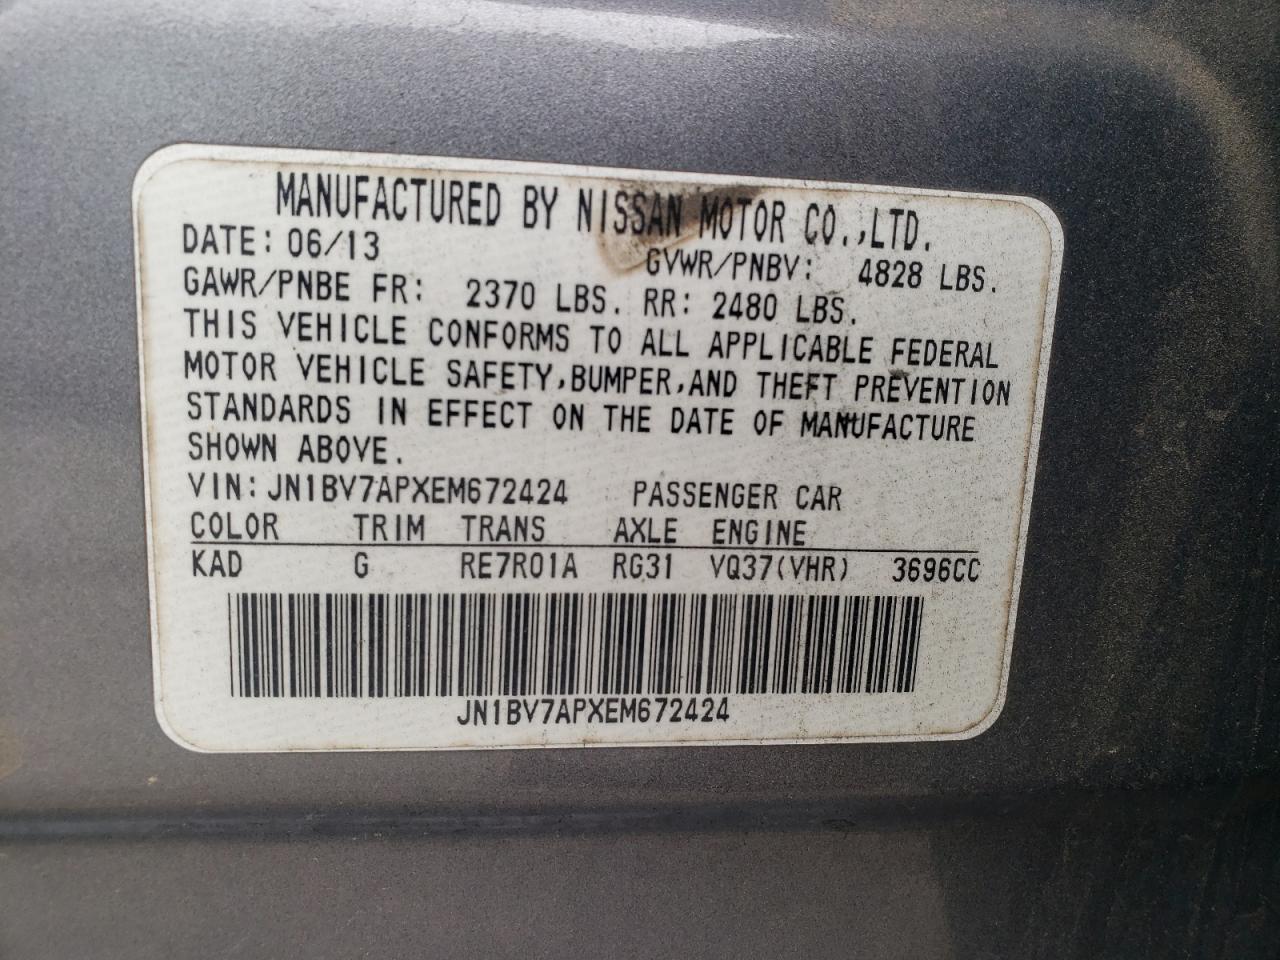 MANUFACTURED BY NISSAN MOTOR CO.,LTD.
DATE: 06/13 GVWR/PNBV: 4828 LBS.
GAWR/PNBE FR: 2370 LBS. RR: 2480 LBS.
THIS VEHICLE CONFORMS TO ALL APPLICABLE FEDERAL
MOTOR VEHICLE SAFETY,BUMPER,AND THEFT PREVENTION
STANDARDS IN EFFECT ON THE DATE OF MANUFACTURE
SHOWN ABOVE.
VIN: JN1BV7APXEM672424 PASSENGER CAR
COLOR TRIM TRANS AXLE ENGINE
KAD G RE7R01A RG31 VQ37(VHR) 3696CC
JN1BV7APXEM672424